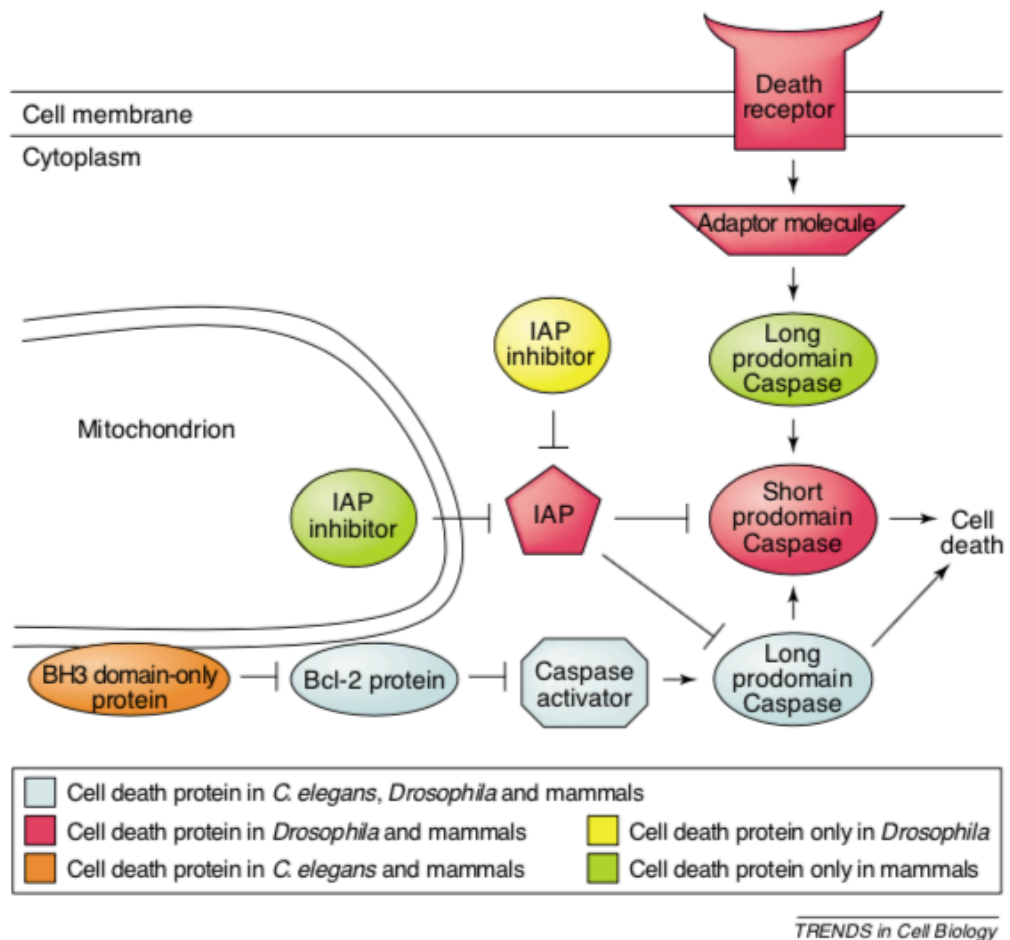 Death
receptor
Cell membrane
Cytoplasm
Adaptor molecule
IAP
inhibitor
Long
prodomain
Caspase
Mitochondrion
IAP
inhibitor
IAP
Short
prodomain
Caspase
Cell
death
BH3 domain-only
protein
Bcl-2 protein
Caspase
activator
Long
prodomain
Caspase
Cell death protein in C. elegans, Drosophila and mammals
Cell death protein in Drosophila and mammals
Cell death protein only in Drosophila
Cell death protein in C. elegans and mammals
Cell death protein only in mammals
TRENDS in Cell Biology